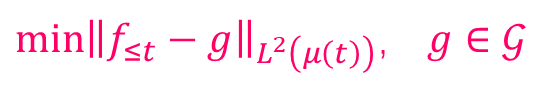 min‖f≤t − g‖L²(μ(t)), g ∈ 𝒢